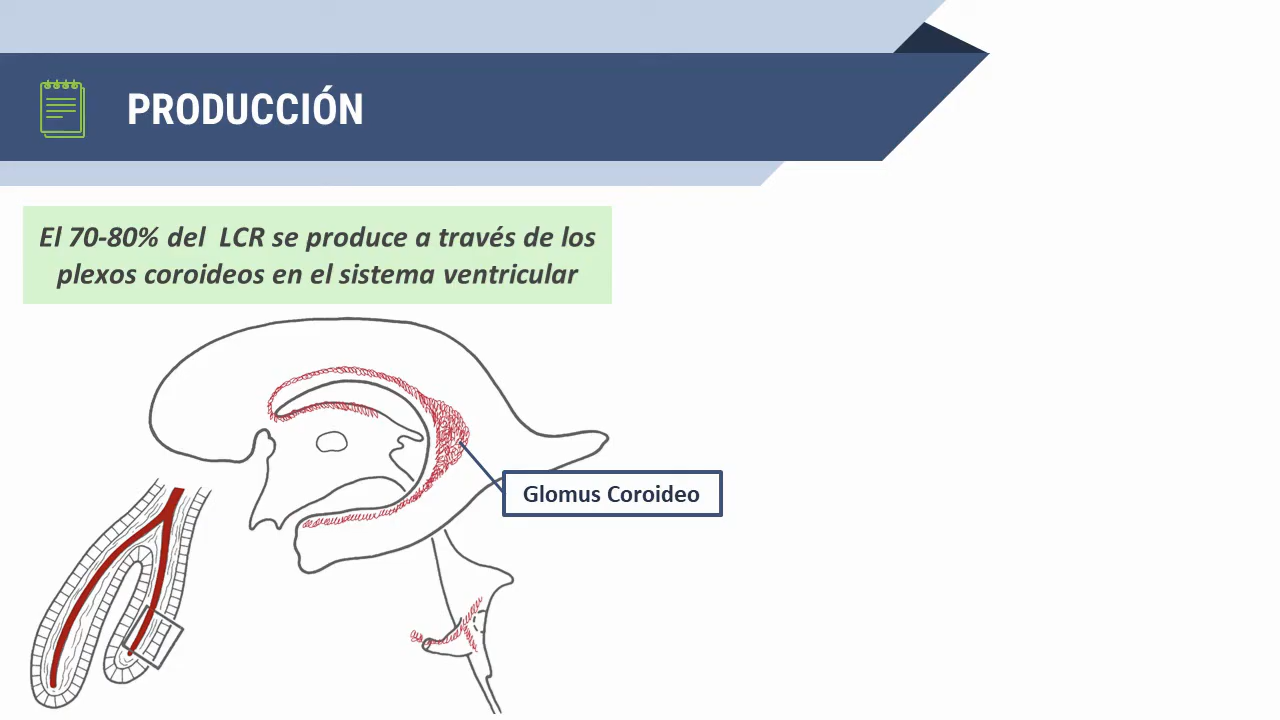 PRODUCCIÓN
El 70-80% del LCR se produce a través de los
plexos coroideos en el sistema ventricular
Glomus Coroideo